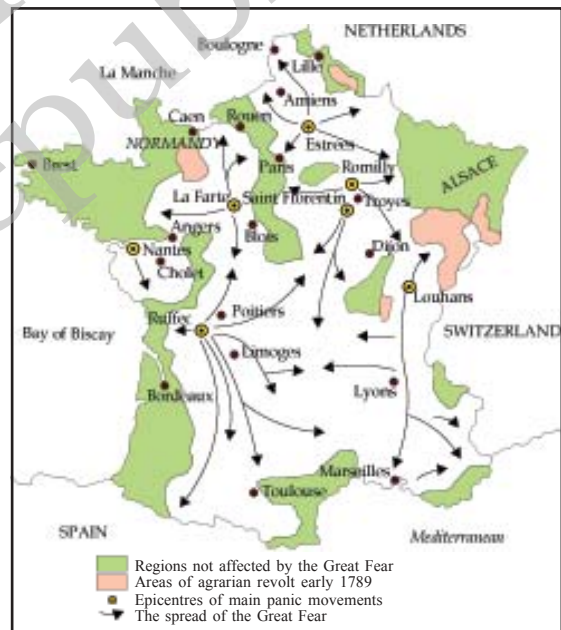 NETHERLANDS
Boulogne
Lille
La Manche
Amiens
Caen
Rouen
NORMANDY
Estrees
Brest
Paris
Romilly
ALSACE
La Farte
Saint Florentin
Troyes
Angers
Blois
Dijon
Nantes
Cholet
Louhans
Ruffec
Poitiers
Bay of Biscay
SWITZERLAND
Limoges
Lyons
Bordeaux
Marseilles
Toulouse
SPAIN
Mediterranean
Regions not affected by the Great Fear
Areas of agrarian revolt early 1789
Epicentres of main panic movements
The spread of the Great Fear